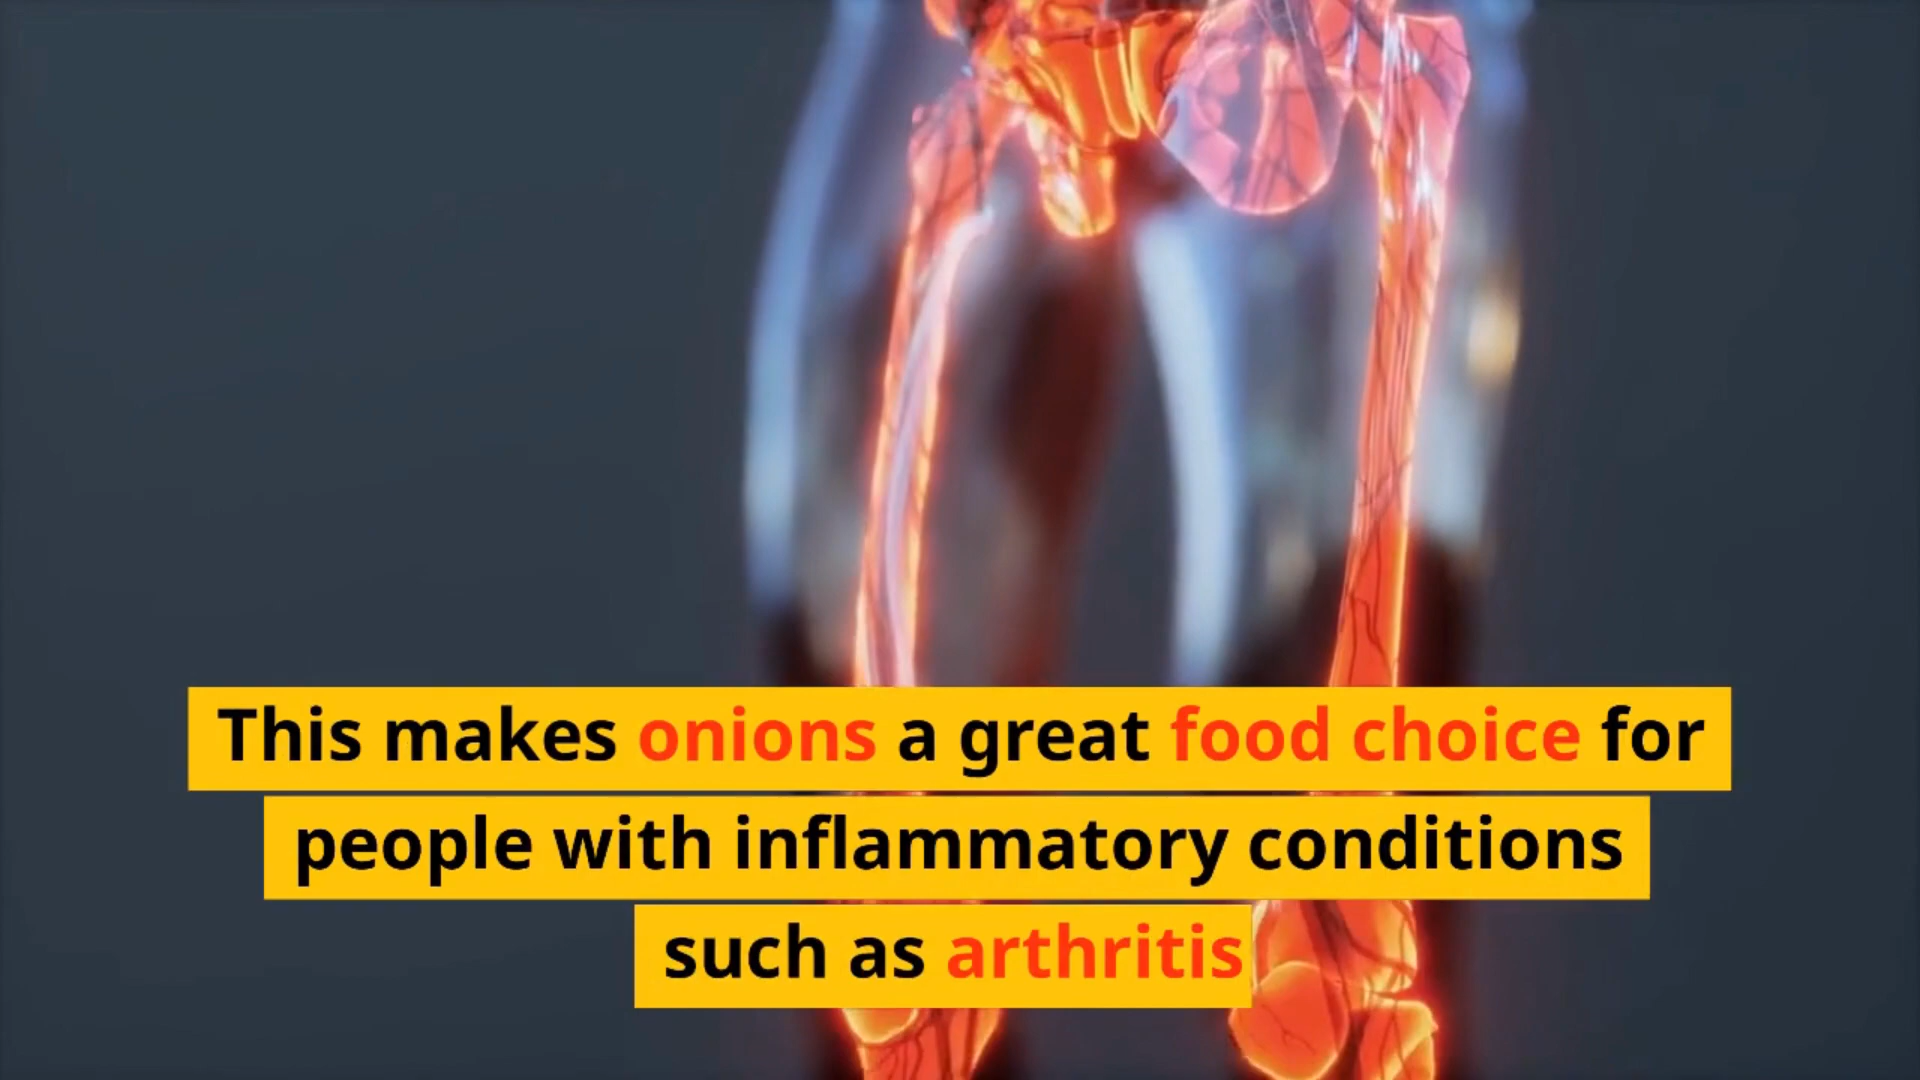 This makes onions a great food choice for
people with inflammatory conditions
such as arthritis